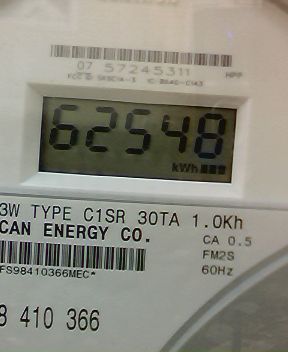 07 57245311
HPP
62548
kWh
3W TYPE C1SR 30TA 1.0Kh
CAN ENERGY CO.
CA 0.5
FM2S
60Hz
FS98410366MEC*
8 410 366